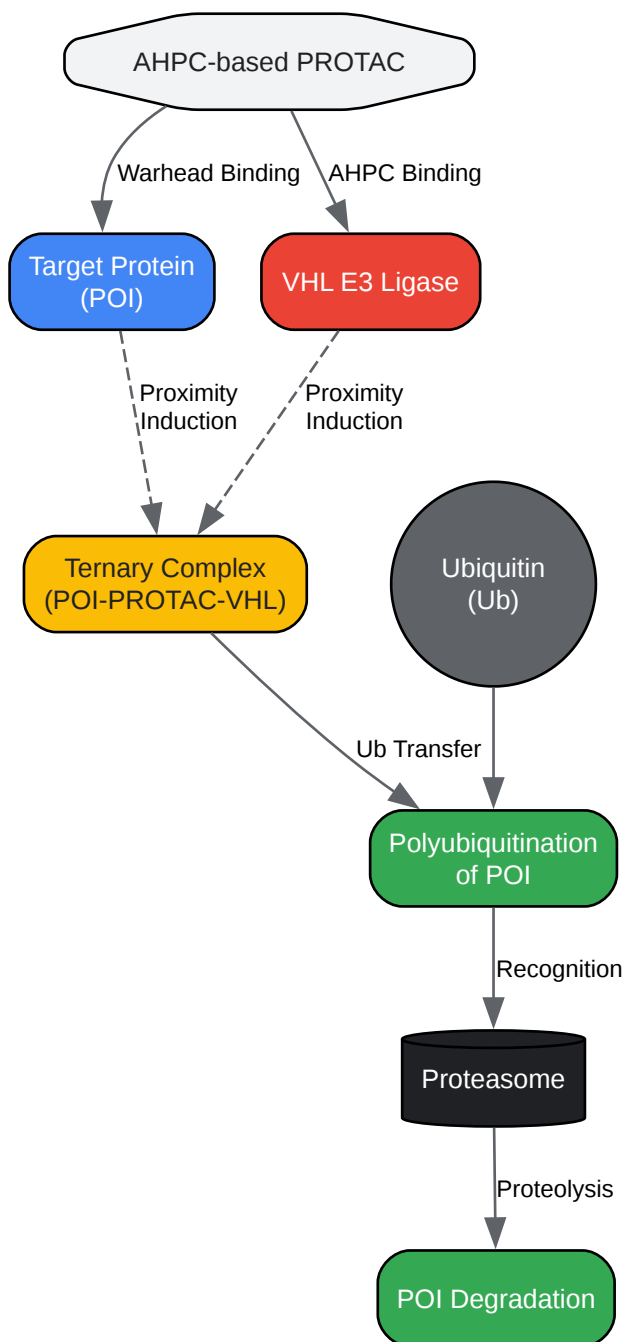 AHPC-based PROTAC
Warhead Binding
AHPC Binding
Target Protein
(POI)
VHL E3 Ligase
Proximity
Induction
Proximity
Induction
Ternary Complex
(POI-PROTAC-VHL)
Ubiquitin
(Ub)
Ub Transfer
Polyubiquitination
of POI
Recognition
Proteasome
Proteolysis
POI Degradation